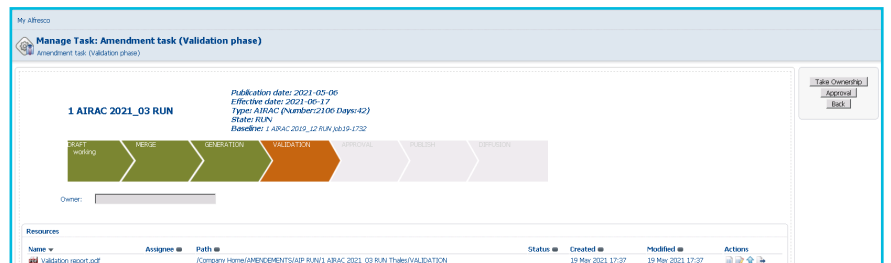 My Alfresco
Manage Task: Amendment task (Validation phase)
Amendment task (Validation phase)
Take Ownership
Approval
Back
1 AIRAC 2021_03 RUN
Publication date: 2021-05-06
Effective date: 2021-06-17
Type: AIRAC (Number:2106 Days:42)
State: RUN
Baseline: 1 AIRAC 2019_12 RUN job19-1732
DRAFT MERGE GENERATION VALIDATION APPROVAL PUBLISH DIFFUSION
working
Owner:
Resources
Name Assignee Path Status Created Modified Actions
Validation report.pdf /Company Home/AMENDEMENTS/AIP RUN/1 AIRAC 2021_03 RUN Thales/VALIDATION 19 May 2021 17:37 19 May 2021 17:37